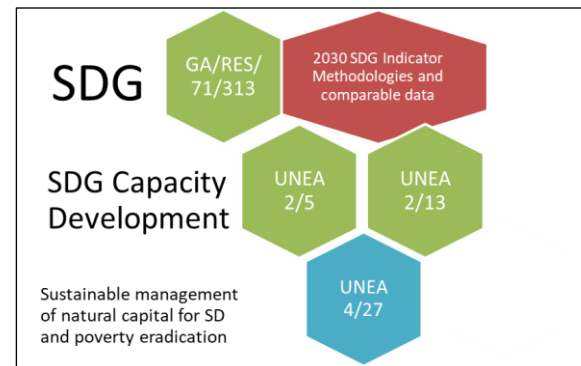 SDG
GA/RES/
71/313
2030 SDG Indicator
Methodologies and
comparable data
SDG Capacity
Development
UNEA
2/5
UNEA
2/13
Sustainable management
of natural capital for SD
and poverty eradication
UNEA
4/27